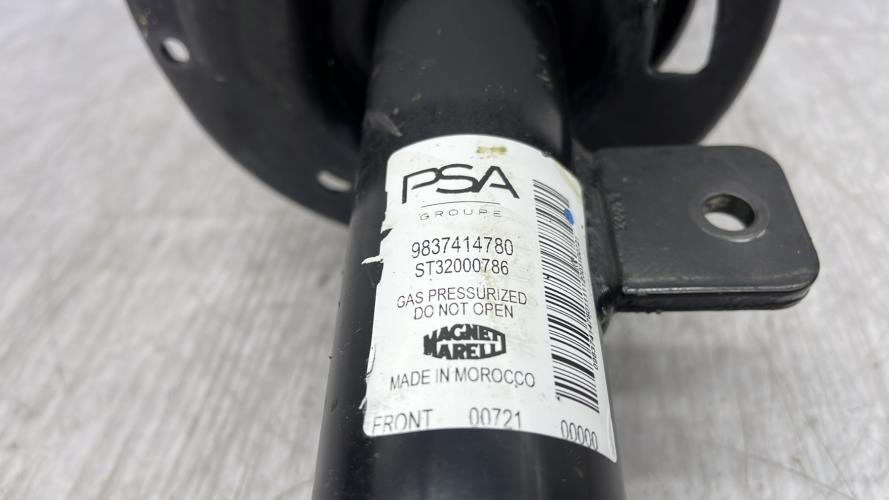 PSA
GROUPE
9837414780
ST32000786
GAS PRESSURIZED
DO NOT OPEN
MAGNETI
MARELLI
MADE IN MOROCCO
FRONT 00721 00000